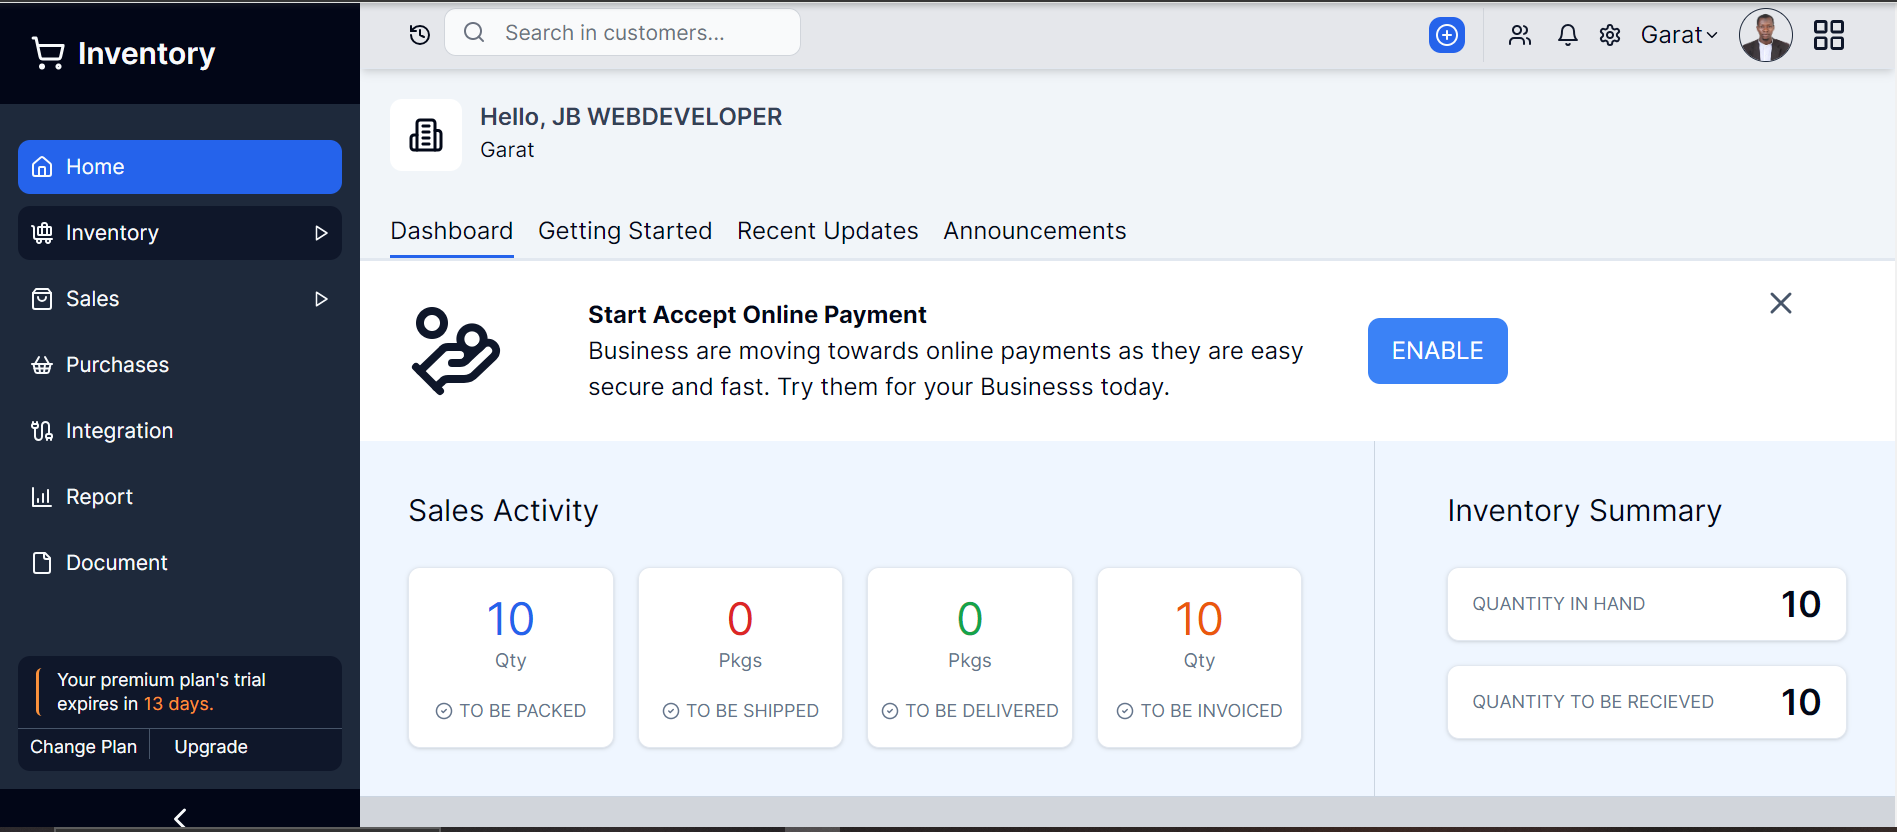 Inventory
Search in customers...
Garat
Home
Inventory
Sales
Purchases
Integration
Report
Document
Your premium plan's trial
expires in 13 days.
Change Plan
Upgrade
Hello, JB WEBDEVELOPER
Garat
Dashboard
Getting Started
Recent Updates
Announcements
Start Accept Online Payment
Business are moving towards online payments as they are easy
secure and fast. Try them for your Businesss today.
ENABLE
Sales Activity
10
Qty
TO BE PACKED
0
Pkgs
TO BE SHIPPED
0
Pkgs
TO BE DELIVERED
10
Qty
TO BE INVOICED
Inventory Summary
QUANTITY IN HAND
10
QUANTITY TO BE RECIEVED
10